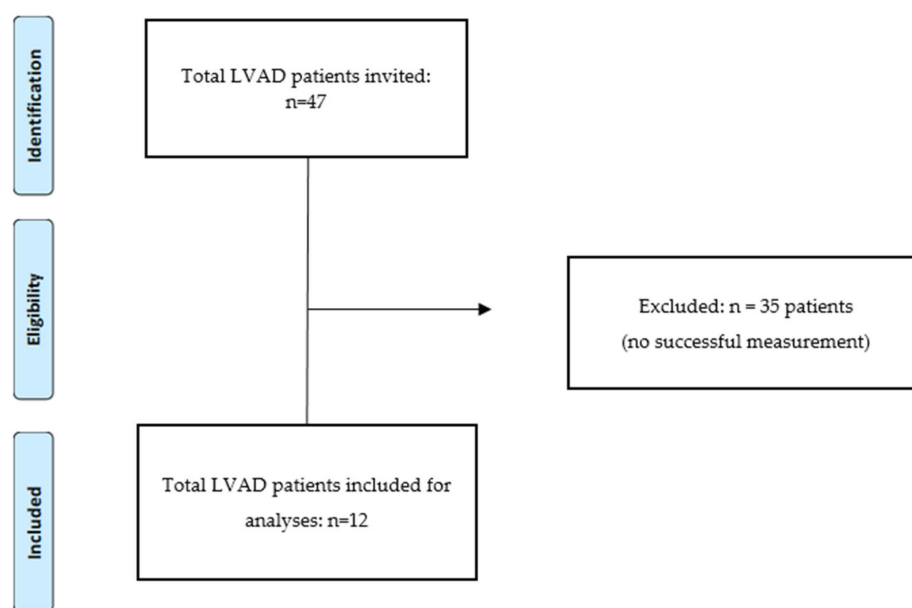 Identification
Total LVAD patients invited:
n=47
Eligibility
Excluded: n = 35 patients
(no successful measurement)
Included
Total LVAD patients included for
analyses: n=12